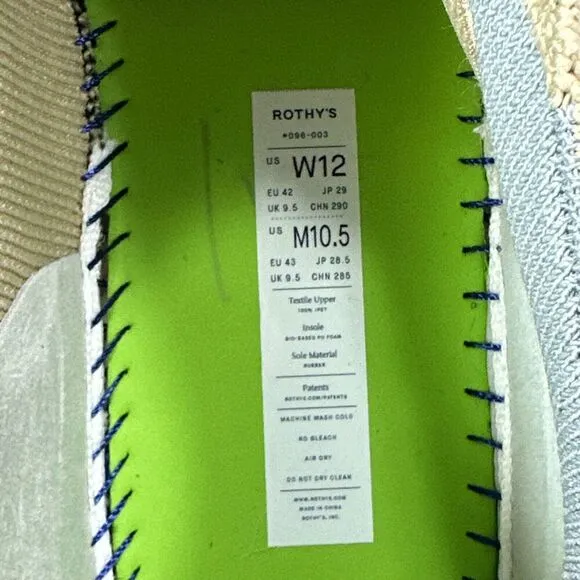 ROTHY'S
#096-003
US W12
EU 42 JP 29
UK 9.5 CHN 290
US M10.5
EU 43 JP 28.5
UK 9.5 CHN 285
Textile Upper
100% rPET
Insole
BIO-BASED PU FOAM
Sole Material
RUBBER
Patents
ROTHYS.COM/PATENTS
MACHINE WASH COLD
NO BLEACH
AIR DRY
DO NOT DRY CLEAN
WWW.ROTHYS.COM
MADE IN CHINA
ROTHY'S, INC.